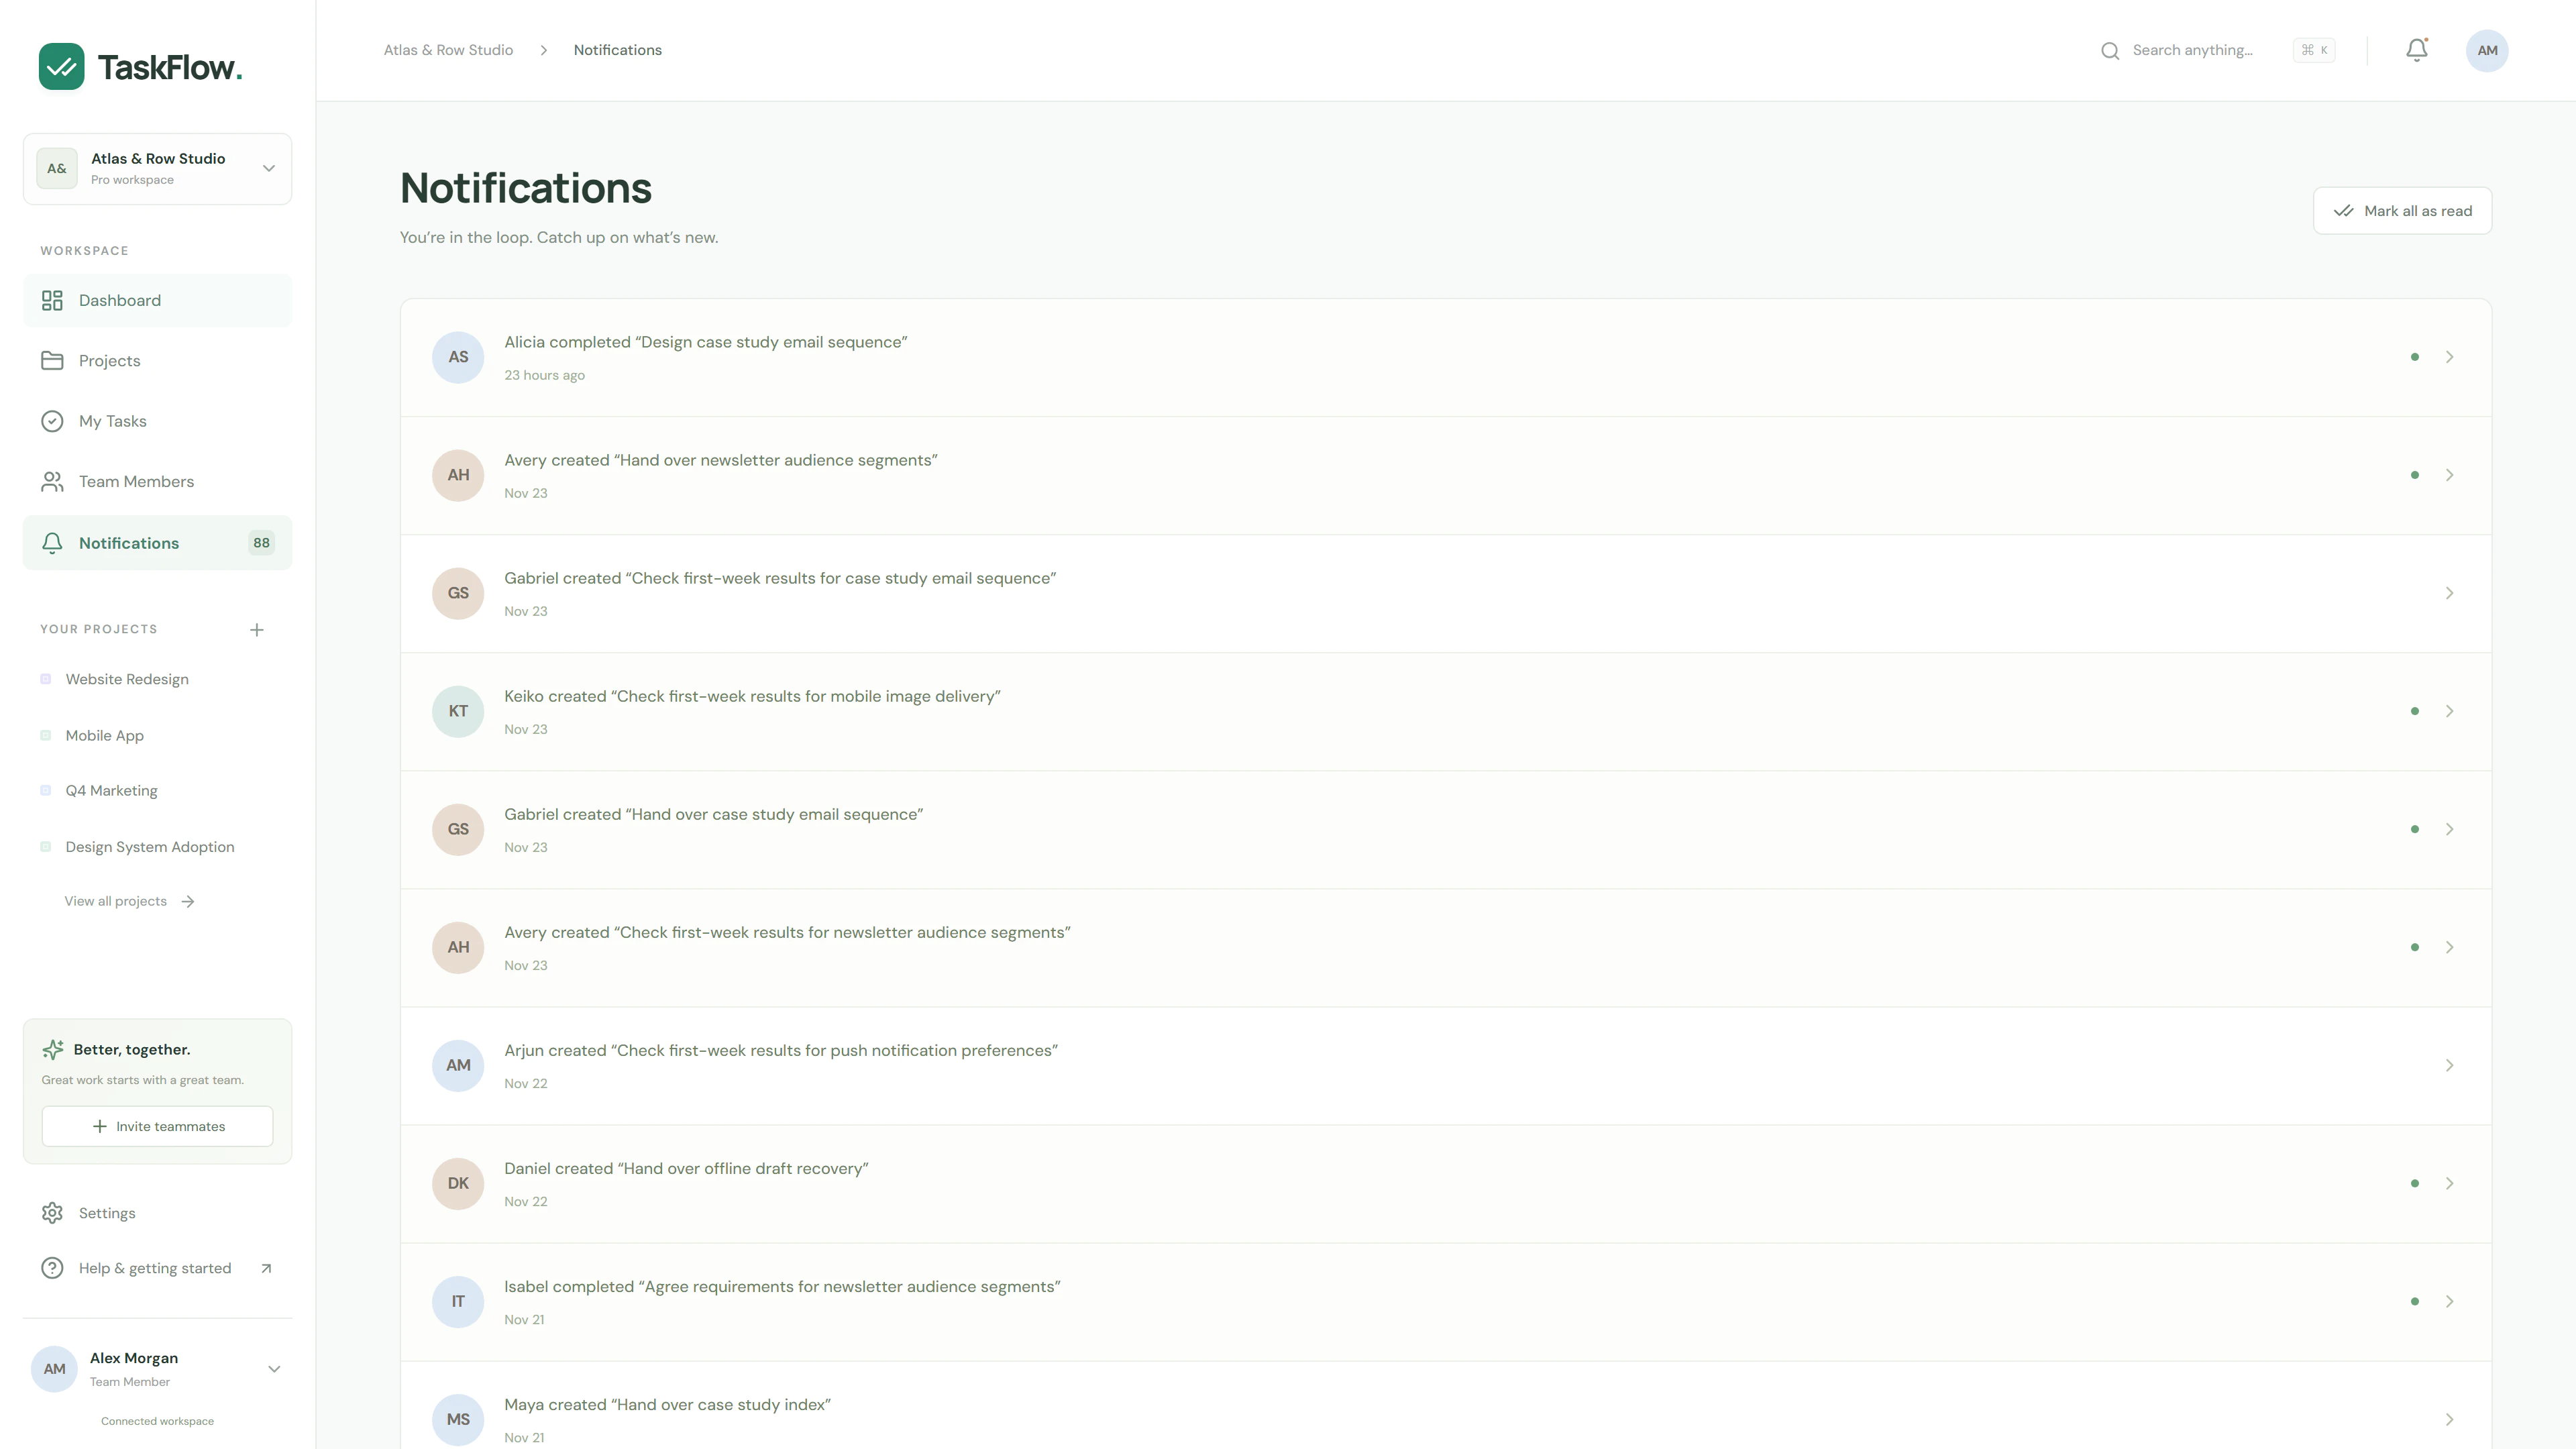 TaskFlow.
A&
Atlas & Row Studio
Pro workspace
WORKSPACE
Dashboard
Projects
My Tasks
Team Members
Notifications 88
YOUR PROJECTS
Website Redesign
Mobile App
Q4 Marketing
Design System Adoption
View all projects
Better, together.
Great work starts with a great team.
Invite teammates
Settings
Help & getting started
AM
Alex Morgan
Team Member
Connected workspace
Atlas & Row Studio > Notifications
Search anything... ⌘ K
AM
Notifications
You’re in the loop. Catch up on what’s new.
Mark all as read
AS
Alicia completed “Design case study email sequence”
23 hours ago
AH
Avery created “Hand over newsletter audience segments”
Nov 23
GS
Gabriel created “Check first-week results for case study email sequence”
Nov 23
KT
Keiko created “Check first-week results for mobile image delivery”
Nov 23
GS
Gabriel created “Hand over case study email sequence”
Nov 23
AH
Avery created “Check first-week results for newsletter audience segments”
Nov 23
AM
Arjun created “Check first-week results for push notification preferences”
Nov 22
DK
Daniel created “Hand over offline draft recovery”
Nov 22
IT
Isabel completed “Agree requirements for newsletter audience segments”
Nov 21
MS
Maya created “Hand over case study index”
Nov 21